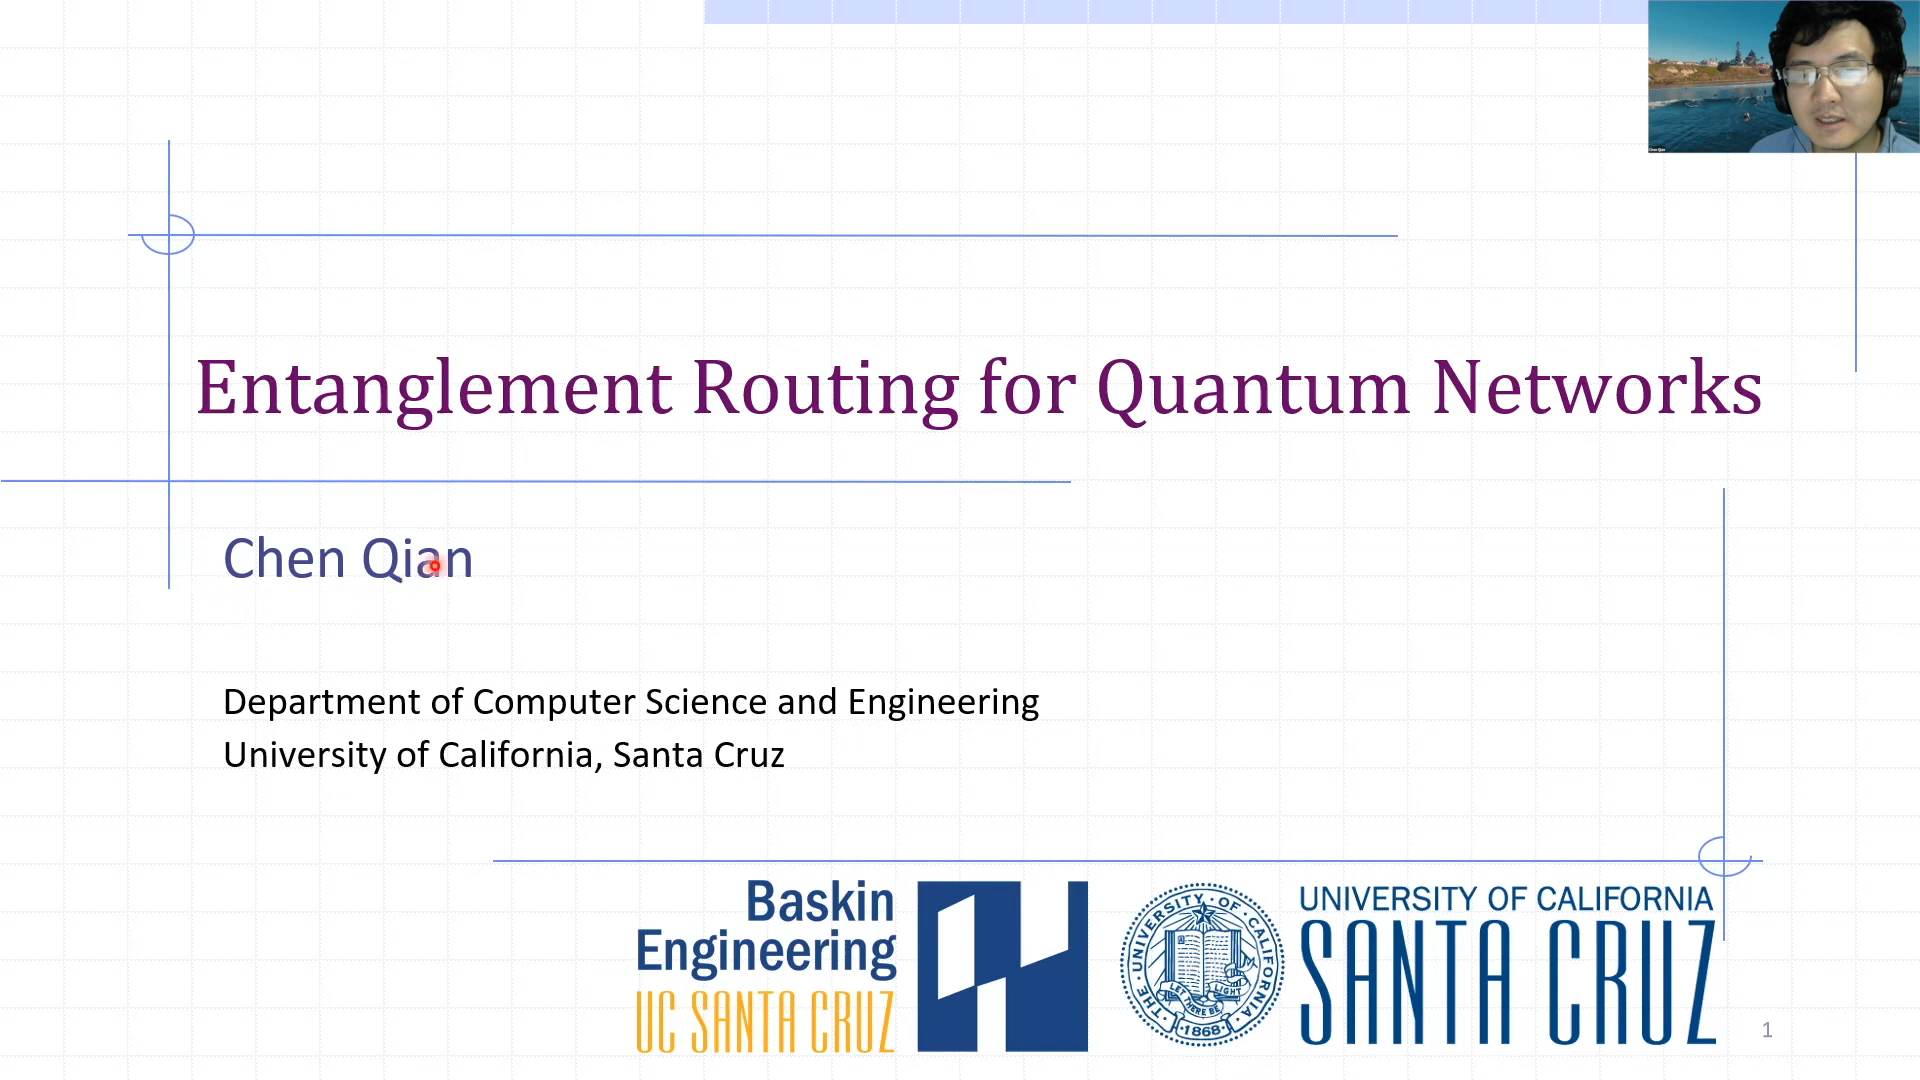 Entanglement Routing for Quantum Networks
Chen Qian
Department of Computer Science and Engineering
University of California, Santa Cruz
Baskin
Engineering
UC SANTA CRUZ
THE · UNIVERSITY · OF · CALIFORNIA
LET THERE BE LIGHT
· 1868 ·
UNIVERSITY OF CALIFORNIA
SANTA CRUZ
1